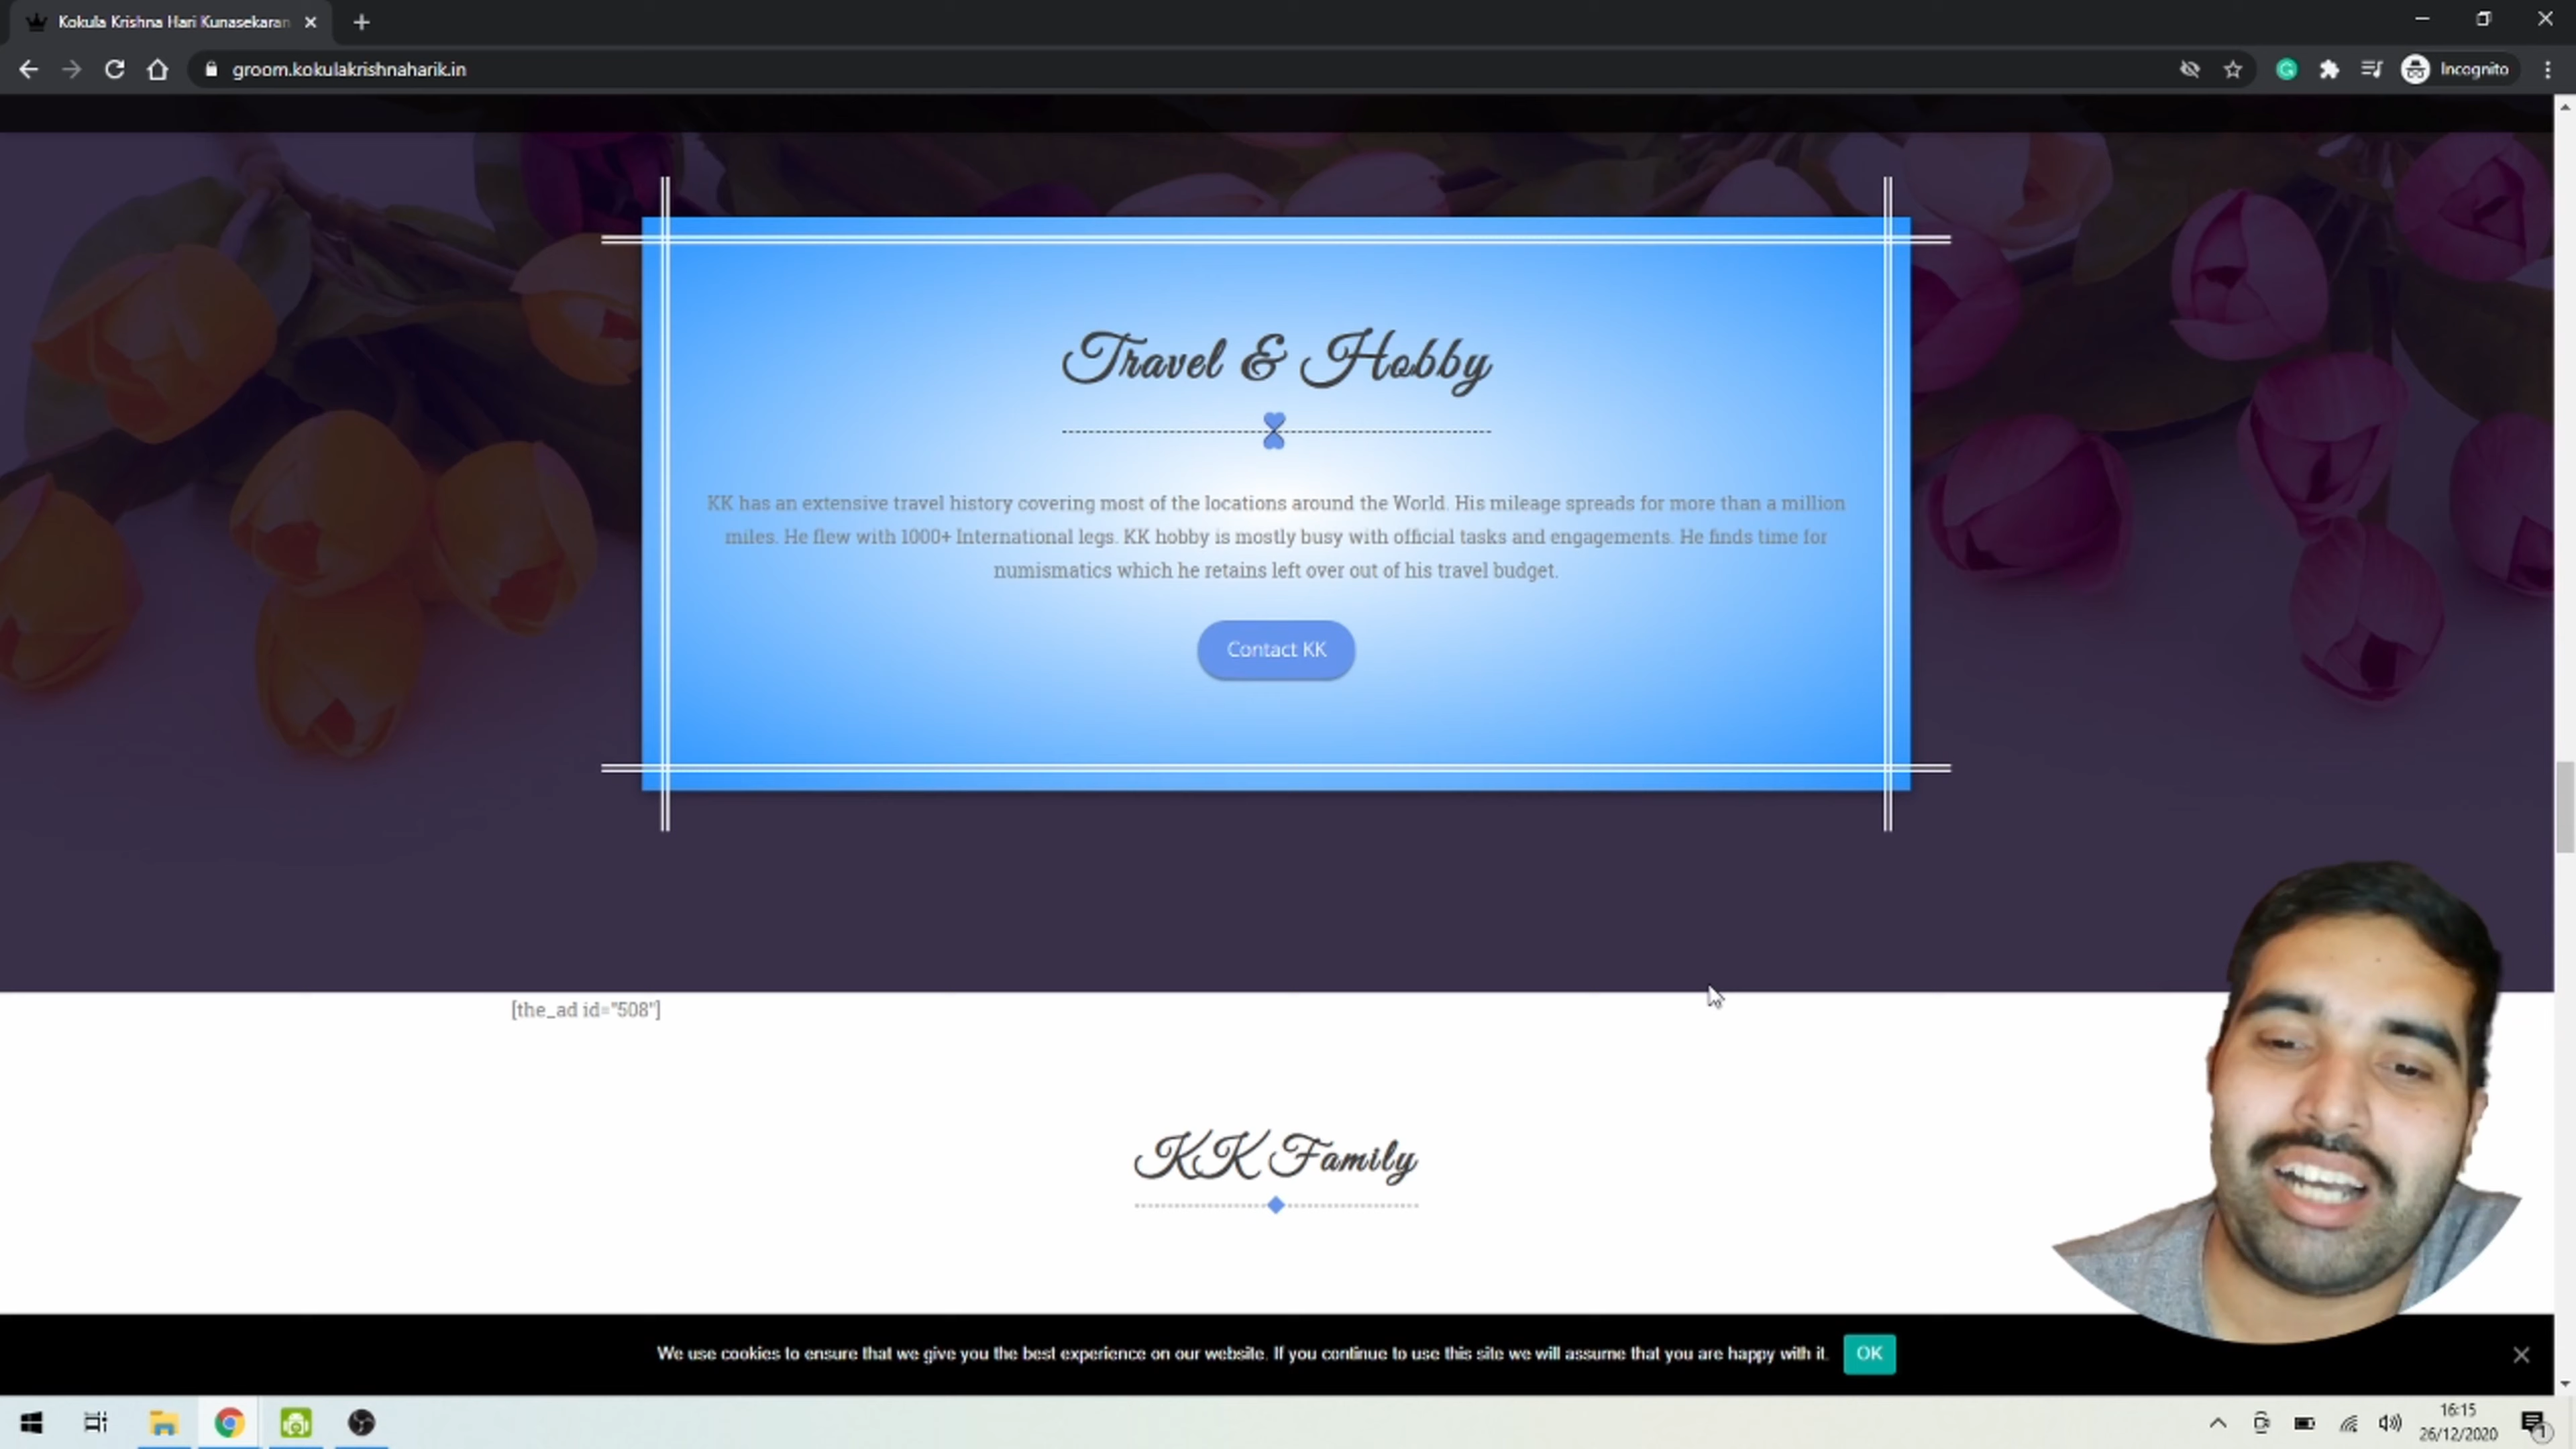 Kokula Krishna Hari Kunasekaran
groom.kokulakrishnaharik.in
Incognito
Travel & Hobby
KK has an extensive travel history covering most of the locations around the World. His mileage spreads for more than a million
miles. He flew with 1000+ International legs. KK hobby is mostly busy with official tasks and engagements. He finds time for
numismatics which he retains left over out of his travel budget.
Contact KK
[the_ad id="508"]
KK Family
We use cookies to ensure that we give you the best experience on our website. If you continue to use this site we will assume that you are happy with it.
OK
16:15
26/12/2020
1